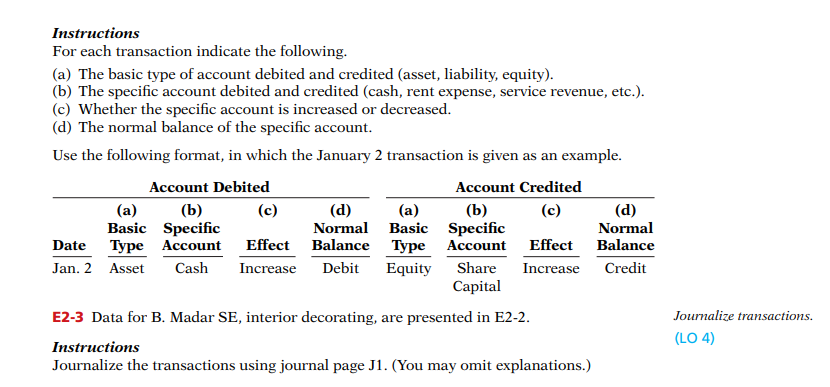 Instructions
For each transaction indicate the following.
(a) The basic type of account debited and credited (asset, liability, equity).
(b) The specific account debited and credited (cash, rent expense, service revenue, etc.).
(c) Whether the specific account is increased or decreased.
(d) The normal balance of the specific account.
Use the following format, in which the January 2 transaction is given as an example.
Account Debited Account Credited
(a) (b) (c) (d) (a) (b) (c) (d)
Basic Specific Normal Basic Specific Normal
Date Type Account Effect Balance Type Account Effect Balance
Jan. 2 Asset Cash Increase Debit Equity Share Increase Credit
Capital
E2-3 Data for B. Madar SE, interior decorating, are presented in E2-2. Journalize transactions.
(LO 4)
Instructions
Journalize the transactions using journal page J1. (You may omit explanations.)